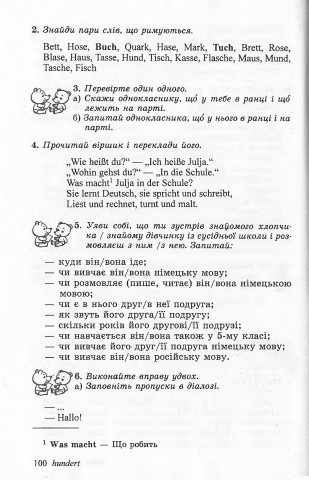 2. Знайди пари слів, що римуються.
Bett, Hose, Buch, Quark, Hase, Mark, Tuch, Brett, Rose,
Blase, Haus, Tasse, Hund, Tisch, Kasse, Flasche, Maus, Mund,
Tasche, Fisch
3. Перевірте один одного.
а) Скажи однокласнику, що́ у тебе в ранці і що́
лежить на парті.
б) Запитай однокласника, що́ у нього в ранці і на
парті.
4. Прочитай віршик і переклади його.
„Wie heißt du?“ — „Ich heiße Julja.“
„Wohin gehst du?“ — „In die Schule.“
Was macht¹ Julja in der Schule?
Sie lernt Deutsch, sie spricht und schreibt,
Liest und rechnet, turnt und malt.
5. Уяви собі, що ти зустрів знайомого хлопчи-
ка / знайому дівчинку із сусідньої школи і роз-
мовляєш з ним /з нею. Запитай:
— куди він/вона іде;
— чи вивчає він/вона німецьку мову;
— чи розмовляє (пише, читає) він/вона німецькою
мовою;
— чи є в нього друг/в неї подруга;
— як звуть його друга/її подругу;
— скільки років його другові/її подрузі;
— чи навчається він/вона також у 5-му класі;
— чи вивчає його друг/її подруга німецьку мову;
— чи вивчає він/вона російську мову.
6. Виконайте вправу удвох.
а) Заповніть пропуски в діалозі.
— ...
— Hallo!
¹ Was macht — Що робить
100 hundert